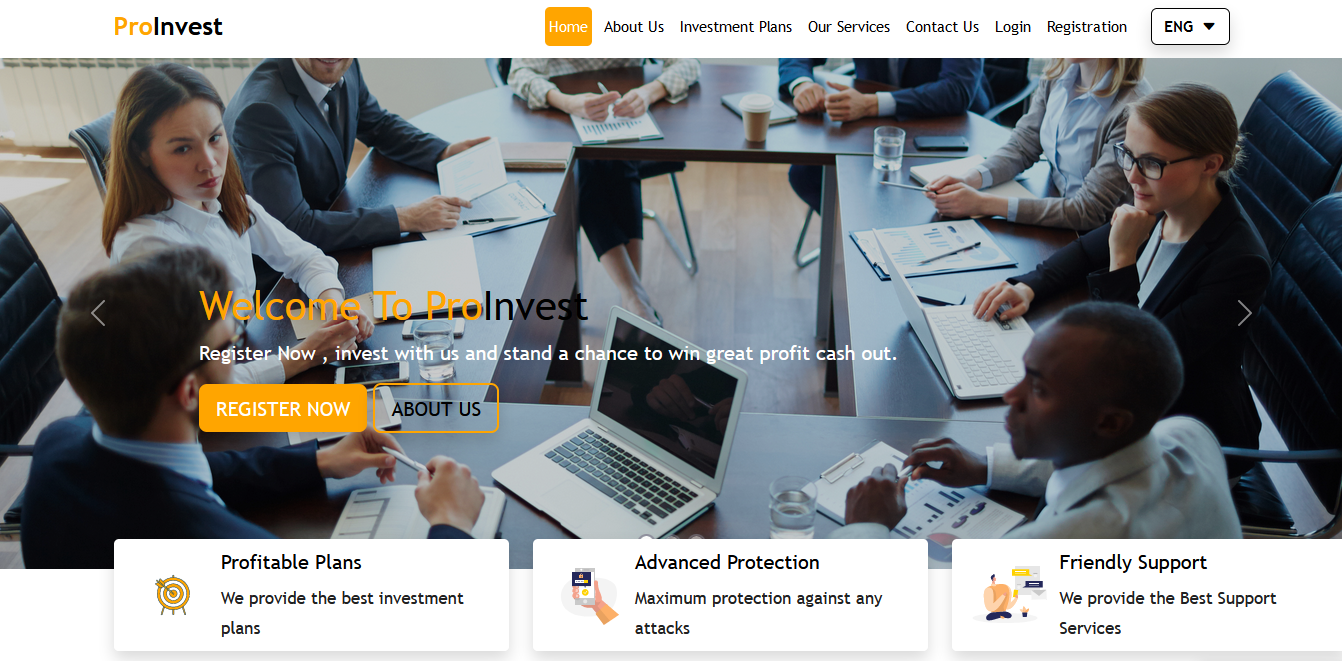 ProInvest
Home
About Us
Investment Plans
Our Services
Contact Us
Login
Registration
ENG
Welcome To ProInvest
Register Now , invest with us and stand a chance to win great profit cash out.
REGISTER NOW
ABOUT US
Profitable Plans
We provide the best investment
plans
Advanced Protection
Maximum protection against any
attacks
Friendly Support
We provide the Best Support
Services